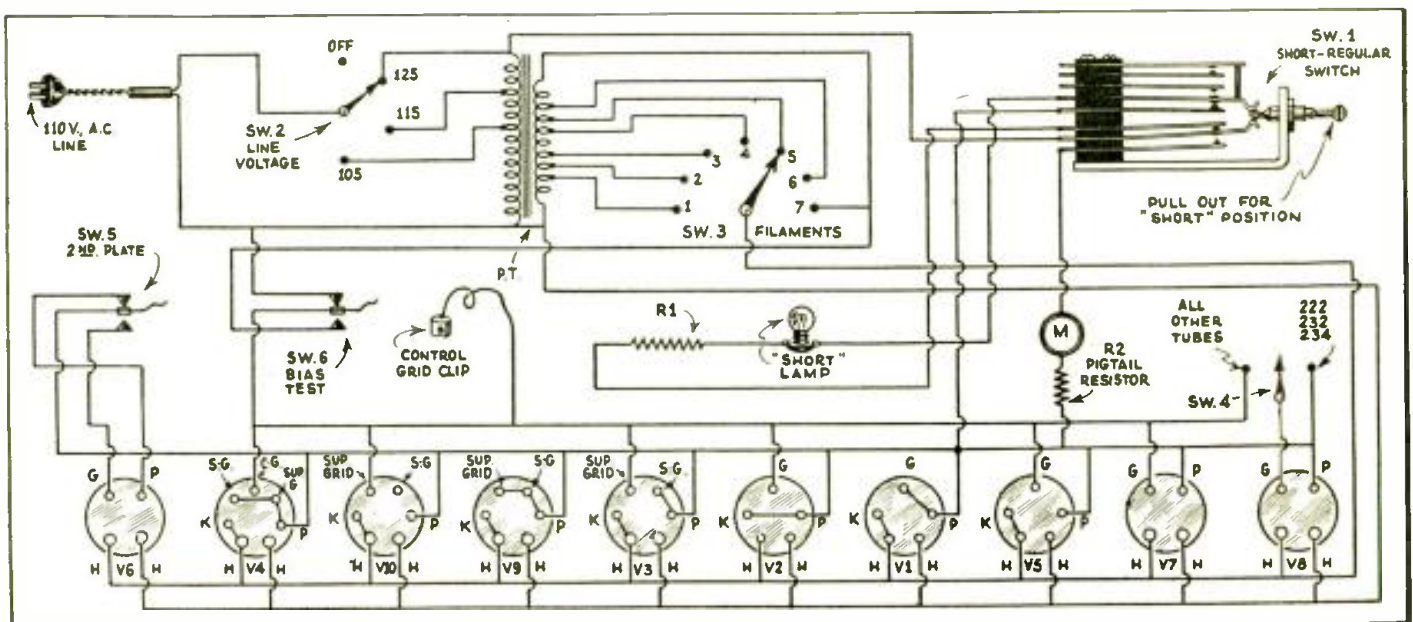 OFF
125
115
105
110V., A.C
LINE
SW. 2
LINE
VOLTAGE
3
4
5
2
6
1
7
SW. 3
FILAMENTS
P.T.
SW. 1
SHORT-REGULAR
SWITCH
PULL OUT FOR
"SHORT" POSITION
SW. 5
2ND. PLATE
SW. 6
BIAS
TEST
CONTROL
GRID CLIP
R1
"SHORT"
LAMP
M
R2
PIGTAIL
RESISTOR
ALL
OTHER
TUBES
222
232
234
SW. 4
G
P
S-G
C-G
SUP
G
SUP
GRID
S-G
SUP.
GRID
S-G
SUP
GRID
S-G
G
G
G
G
P
G
P
K
P
K
P
K
P
K
P
K
P
K
P
K
P
H V6 H
H V4 H
H V10 H
H V9 H
H V3 H
H V2 H
H V1 H
H V5 H
H V7 H
H V8 H